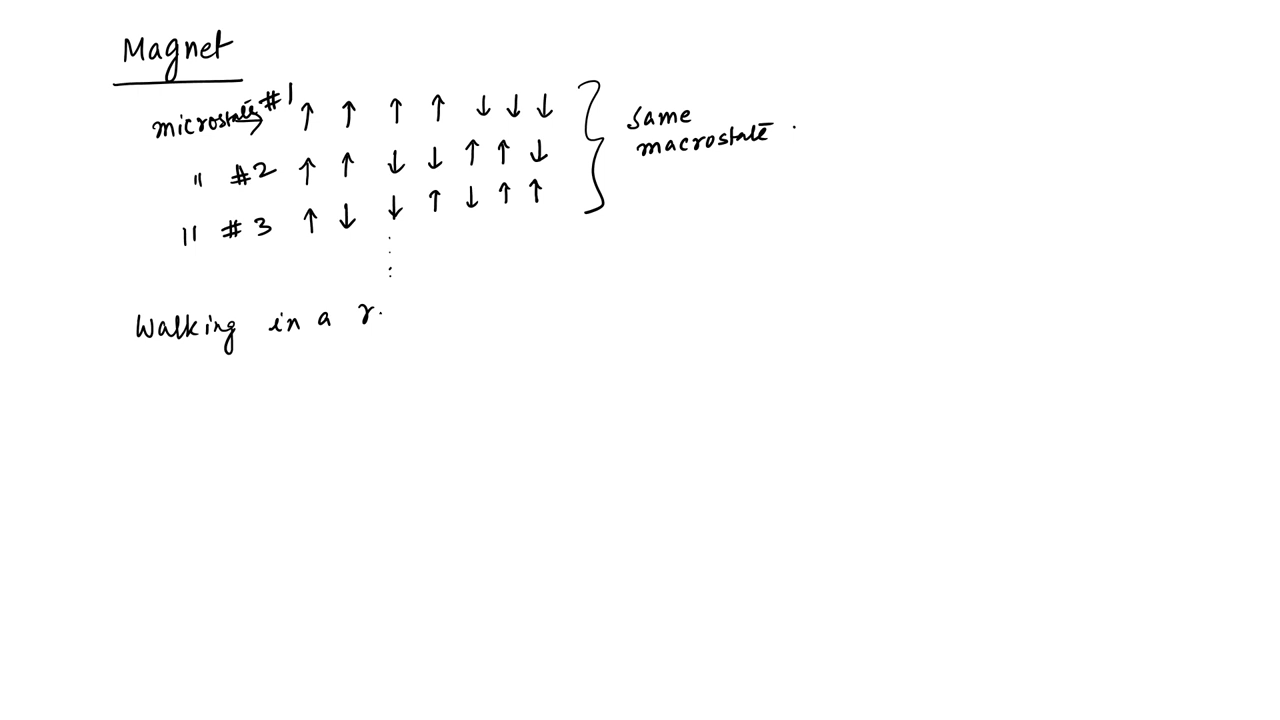 Magnet
microstate #1 ↑ ↑ ↑ ↑ ↓ ↓ ↓
" #2 ↑ ↑ ↓ ↓ ↑ ↑ ↓
" #3 ↑ ↓ ↓ ↑ ↓ ↑ ↑
same
macrostate
Walking in a r.